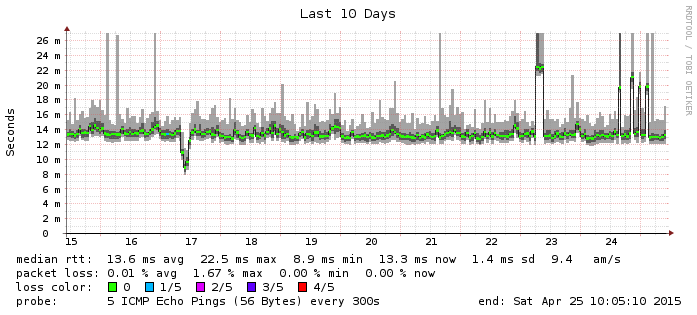 Last 10 Days
RRDTOOL / TOBI OETIKER
Seconds
26 m
24 m
22 m
20 m
18 m
16 m
14 m
12 m
10 m
8 m
6 m
4 m
2 m
0
15 16 17 18 19 20 21 22 23 24
median rtt: 13.6 ms avg 22.5 ms max 8.9 ms min 13.3 ms now 1.4 ms sd 9.4 am/s
packet loss: 0.01 % avg 1.67 % max 0.00 % min 0.00 % now
loss color: 0 1/5 2/5 3/5 4/5
probe: 5 ICMP Echo Pings (56 Bytes) every 300s end: Sat Apr 25 10:05:10 2015